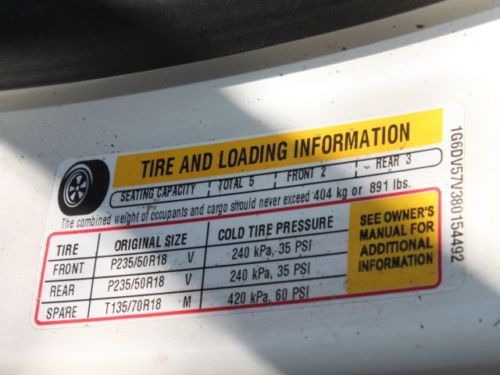 TIRE AND LOADING INFORMATION
SEATING CAPACITY TOTAL 5 FRONT 2 REAR 3
The combined weight of occupants and cargo should never exceed 404 kg or 891 lbs.
TIRE ORIGINAL SIZE COLD TIRE PRESSURE
FRONT P235/50R18 V 240 kPa, 35 PSI
REAR P235/50R18 V 240 kPa, 35 PSI
SPARE T135/70R18 M 420 kPa, 60 PSI
SEE OWNER'S
MANUAL FOR
ADDITIONAL
INFORMATION
1G6DV57V380154492